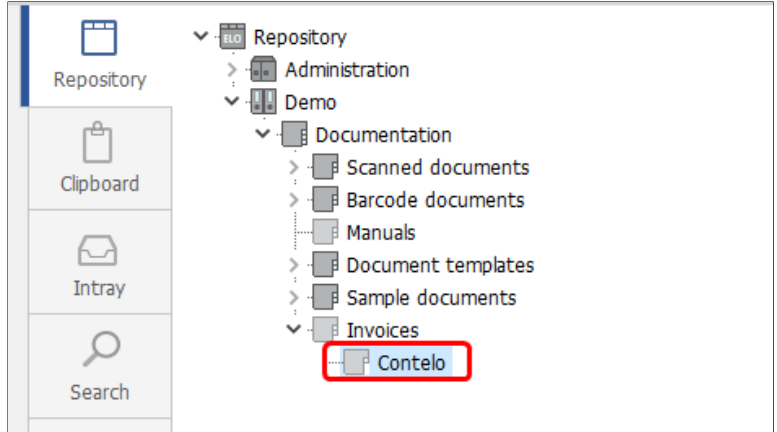 Repository
Clipboard
Intray
Search
ELO Repository
Administration
Demo
Documentation
Scanned documents
Barcode documents
Manuals
Document templates
Sample documents
Invoices
Contelo